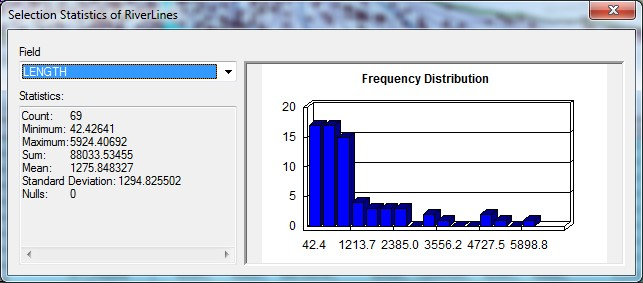 Selection Statistics of RiverLines
Field
LENGTH
Statistics:
Count: 69
Minimum: 42.42641
Maximum: 5924.40692
Sum: 88033.53455
Mean: 1275.848327
Standard Deviation: 1294.825502
Nulls: 0
Frequency Distribution
20
15
10
5
0
42.4 1213.7 2385.0 3556.2 4727.5 5898.8